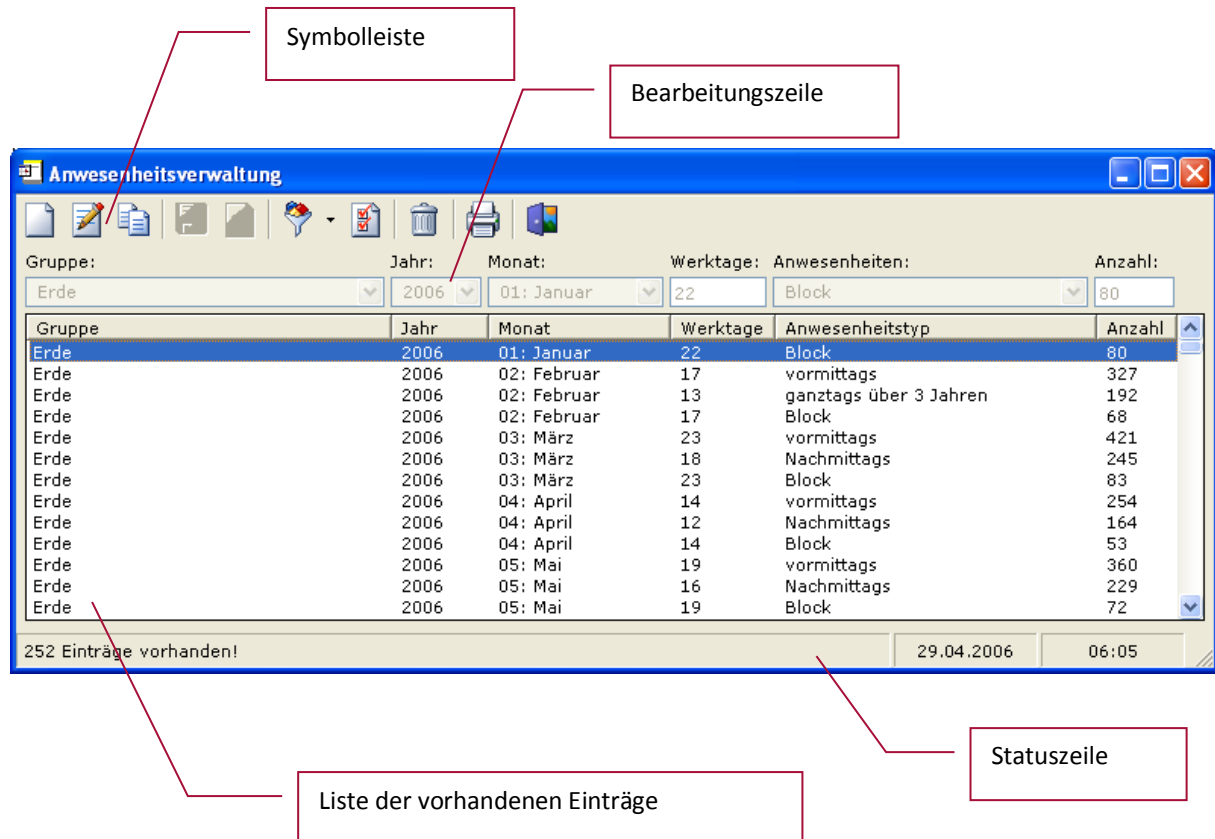 Symbolleiste
Bearbeitungszeile
Anwesenheitsverwaltung
Gruppe: Jahr: Monat: Werktage: Anwesenheiten: Anzahl:
Erde 2006 01: Januar 22 Block 80
Gruppe Jahr Monat Werktage Anwesenheitstyp Anzahl
Erde 2006 01: Januar 22 Block 80
Erde 2006 02: Februar 17 vormittags 327
Erde 2006 02: Februar 13 ganztags über 3 Jahren 192
Erde 2006 02: Februar 17 Block 68
Erde 2006 03: März 23 vormittags 421
Erde 2006 03: März 18 Nachmittags 245
Erde 2006 03: März 23 Block 83
Erde 2006 04: April 14 vormittags 254
Erde 2006 04: April 12 Nachmittags 164
Erde 2006 04: April 14 Block 53
Erde 2006 05: Mai 19 vormittags 360
Erde 2006 05: Mai 16 Nachmittags 229
Erde 2006 05: Mai 19 Block 72
252 Einträge vorhanden! 29.04.2006 06:05
Statuszeile
Liste der vorhandenen Einträge